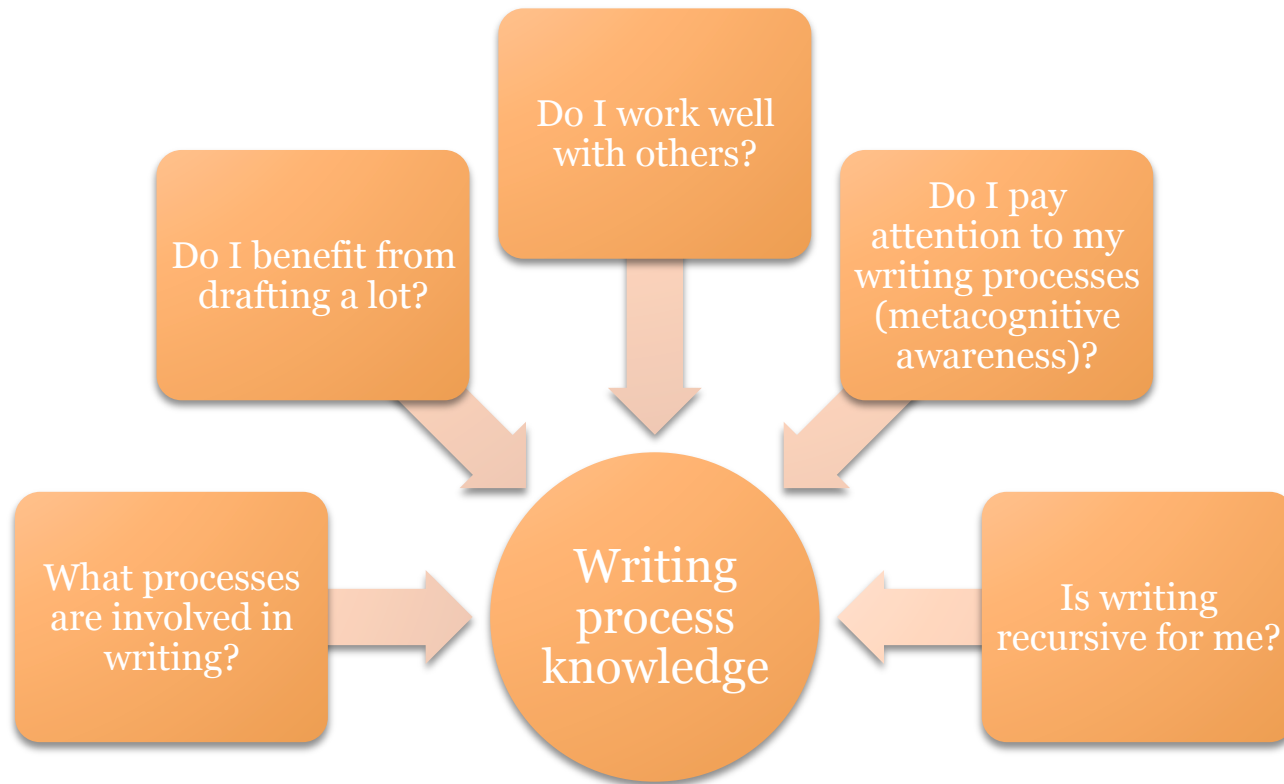 Do I work well
with others?
Do I benefit from
drafting a lot?
Do I pay
attention to my
writing processes
(metacognitive
awareness)?
What processes
are involved in
writing?
Writing
process
knowledge
Is writing
recursive for me?